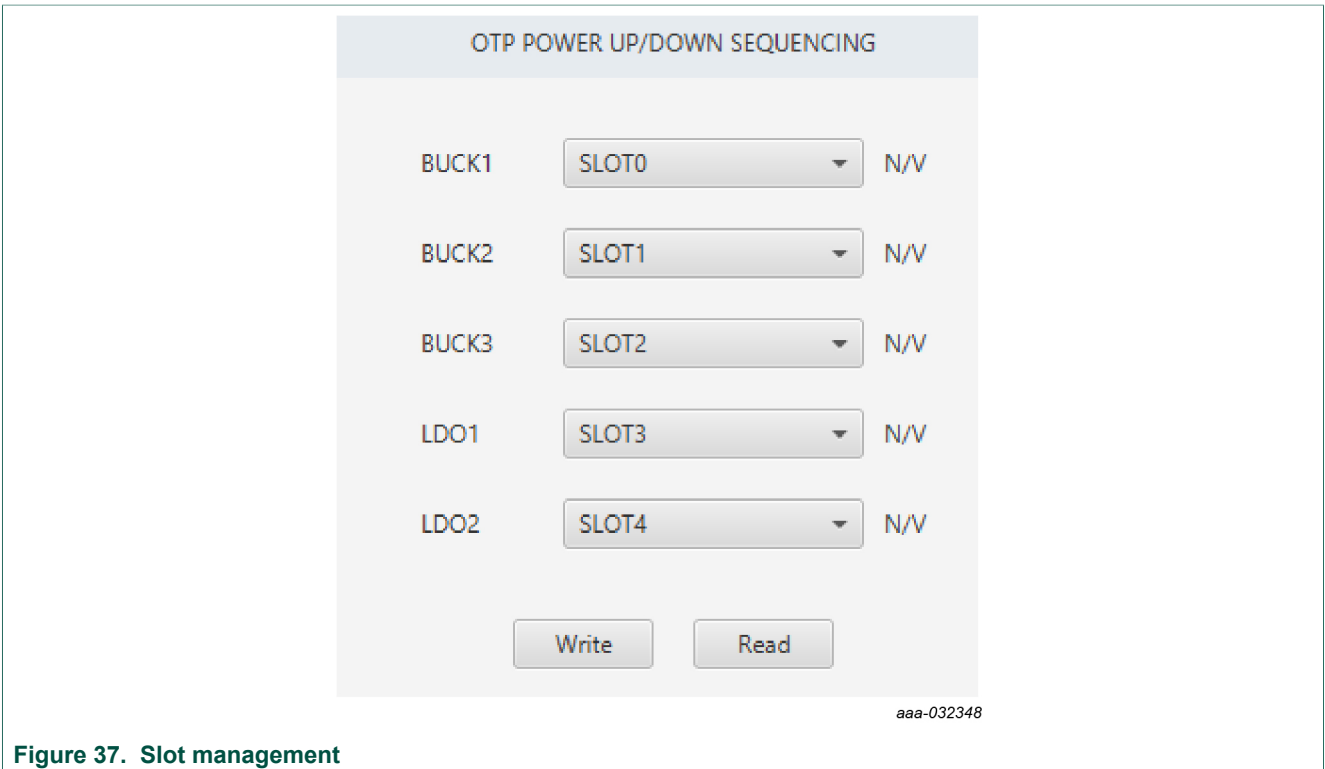 OTP POWER UP/DOWN SEQUENCING
BUCK1 SLOT0 N/V
BUCK2 SLOT1 N/V
BUCK3 SLOT2 N/V
LDO1 SLOT3 N/V
LDO2 SLOT4 N/V
Write Read
aaa-032348
Figure 37. Slot management